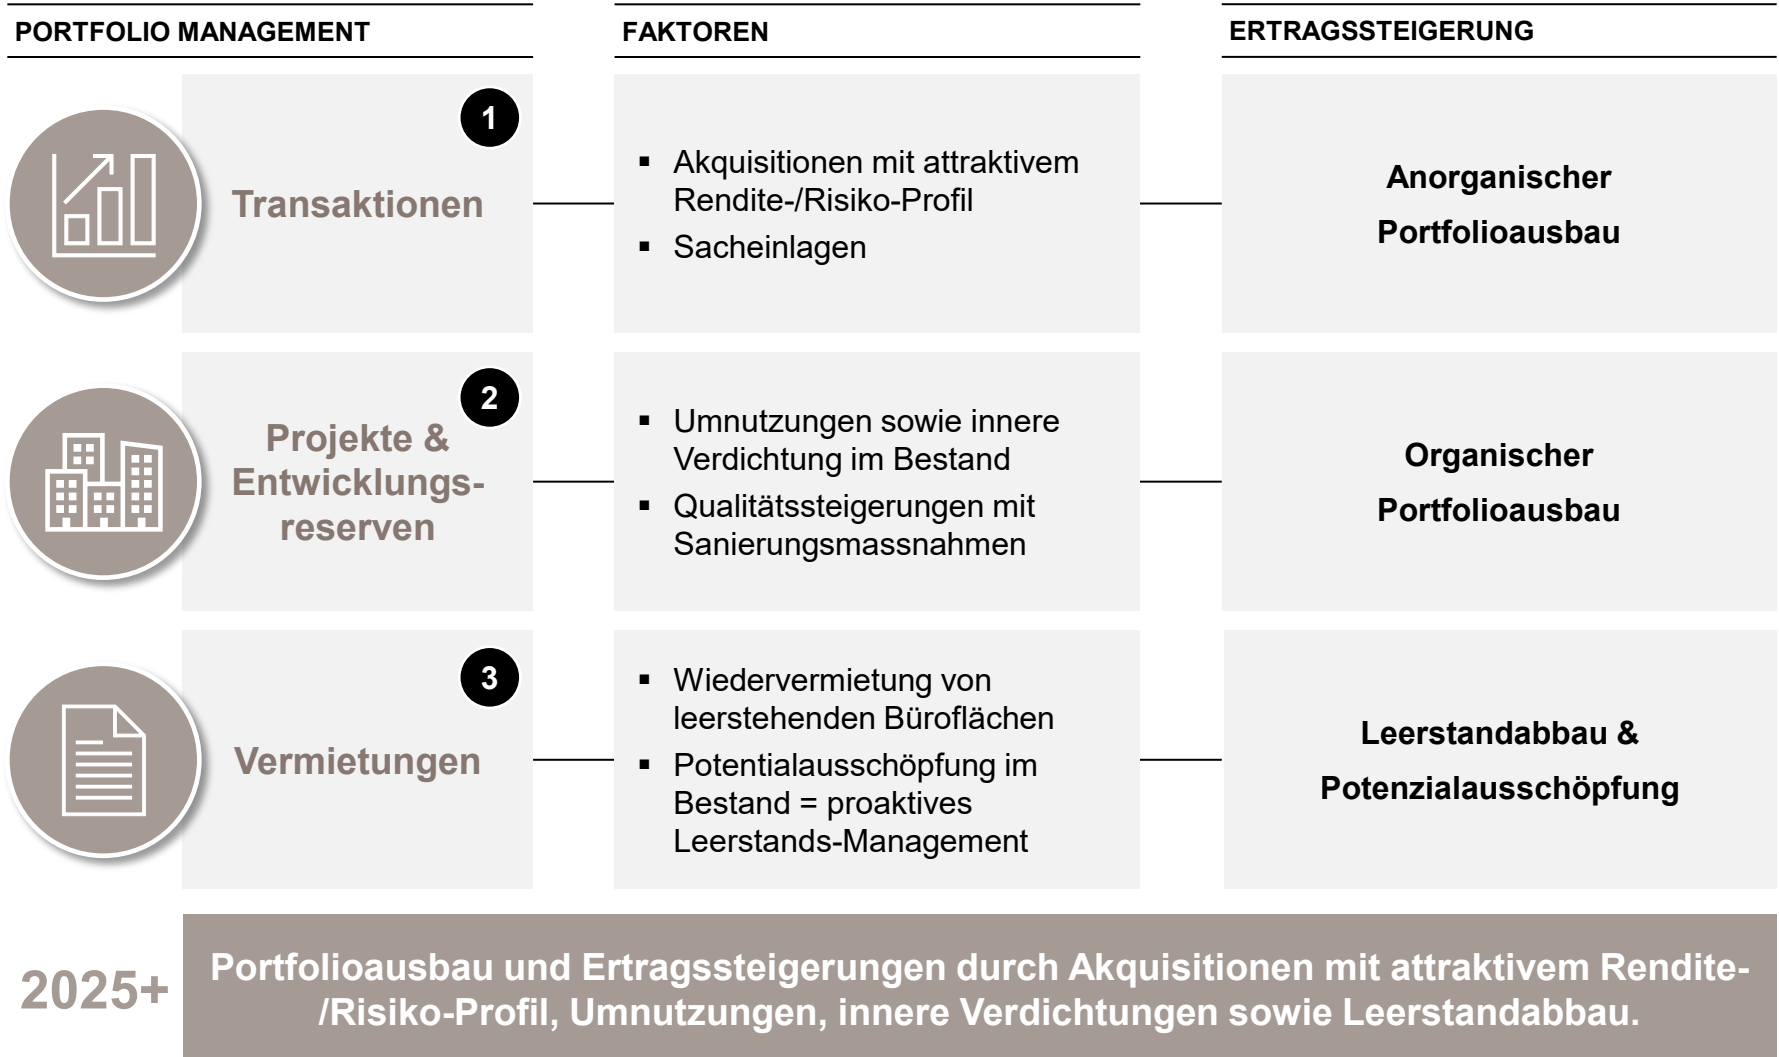 PORTFOLIO MANAGEMENT
FAKTOREN
ERTRAGSSTEIGERUNG
1
Transaktionen
▪ Akquisitionen mit attraktivem
Rendite-/Risiko-Profil
▪ Sacheinlagen
Anorganischer
Portfolioausbau
2
Projekte &
Entwicklungs-
reserven
▪ Umnutzungen sowie innere
Verdichtung im Bestand
▪ Qualitätssteigerungen mit
Sanierungsmassnahmen
Organischer
Portfolioausbau
3
Vermietungen
▪ Wiedervermietung von
leerstehenden Büroflächen
▪ Potentialausschöpfung im
Bestand = proaktives
Leerstands-Management
Leerstandabbau &
Potenzialausschöpfung
2025+
Portfolioausbau und Ertragssteigerungen durch Akquisitionen mit attraktivem Rendite-
/Risiko-Profil, Umnutzungen, innere Verdichtungen sowie Leerstandabbau.